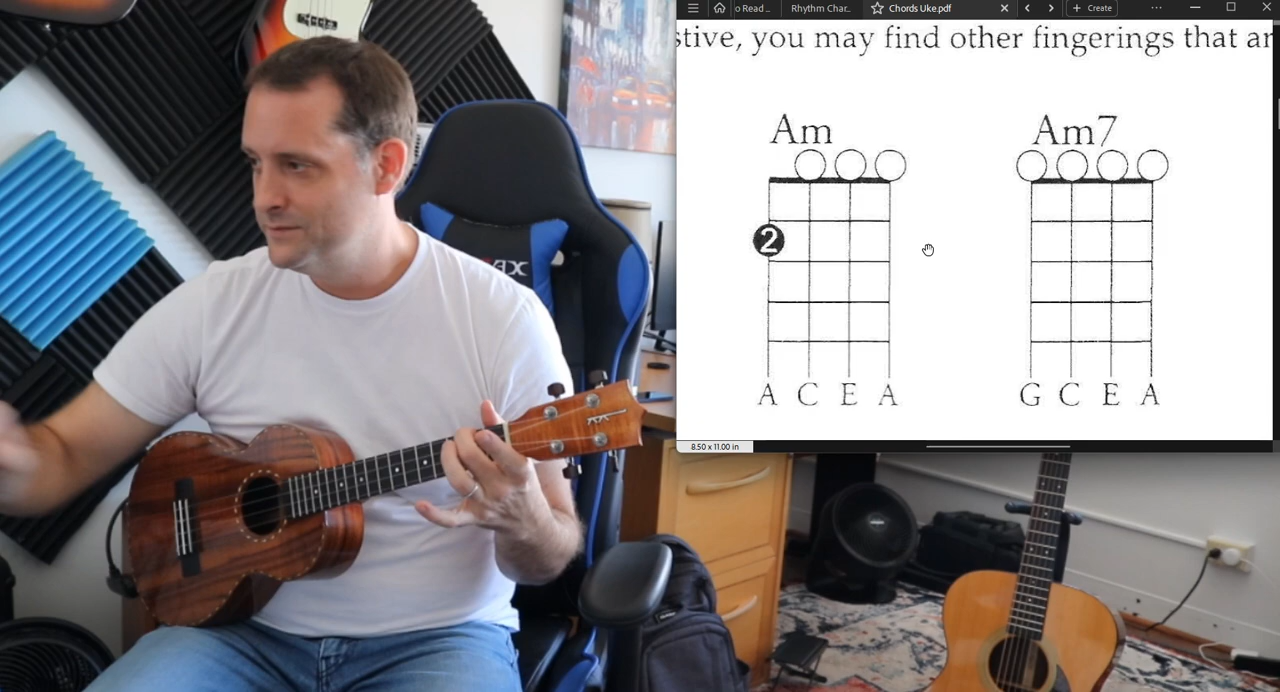 o Read ... Rhythm Char... Chords Uke.pdf Create
stive, you may find other fingerings that ar
Am Am7
2
A C E A G C E A
8.50 x 11.00 in